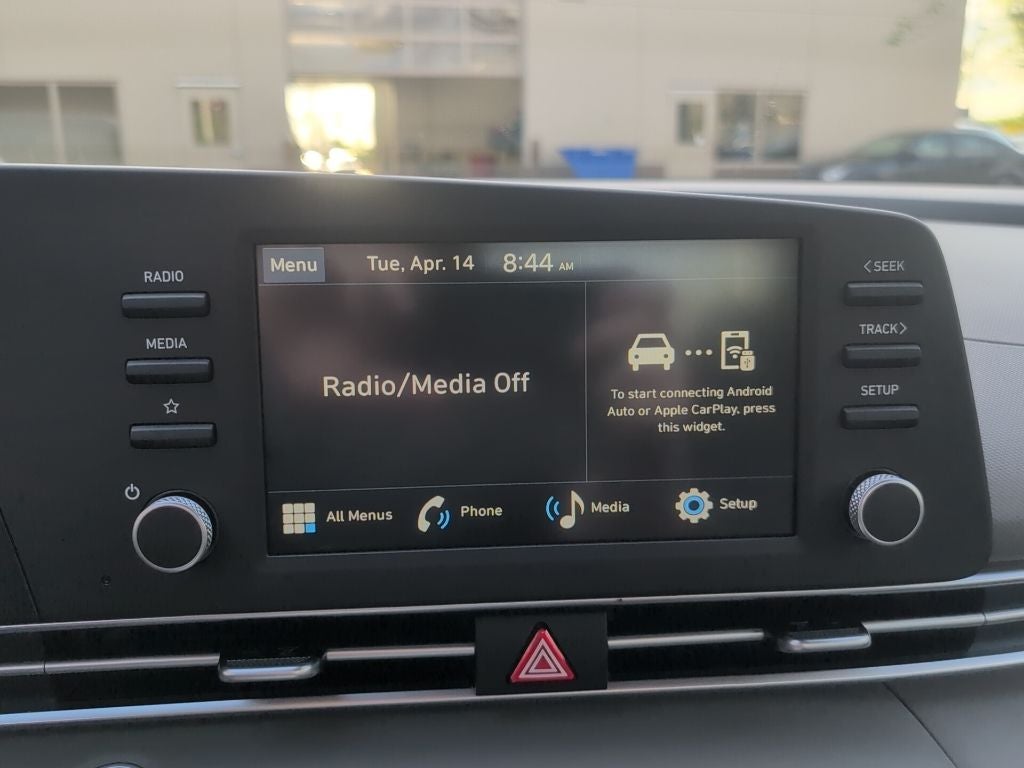 RADIO
MEDIA
Menu
Tue, Apr. 14
8:44 AM
Radio/Media Off
To start connecting Android
Auto or Apple CarPlay, press
this widget.
All Menus
Phone
Media
Setup
<SEEK
TRACK>
SETUP